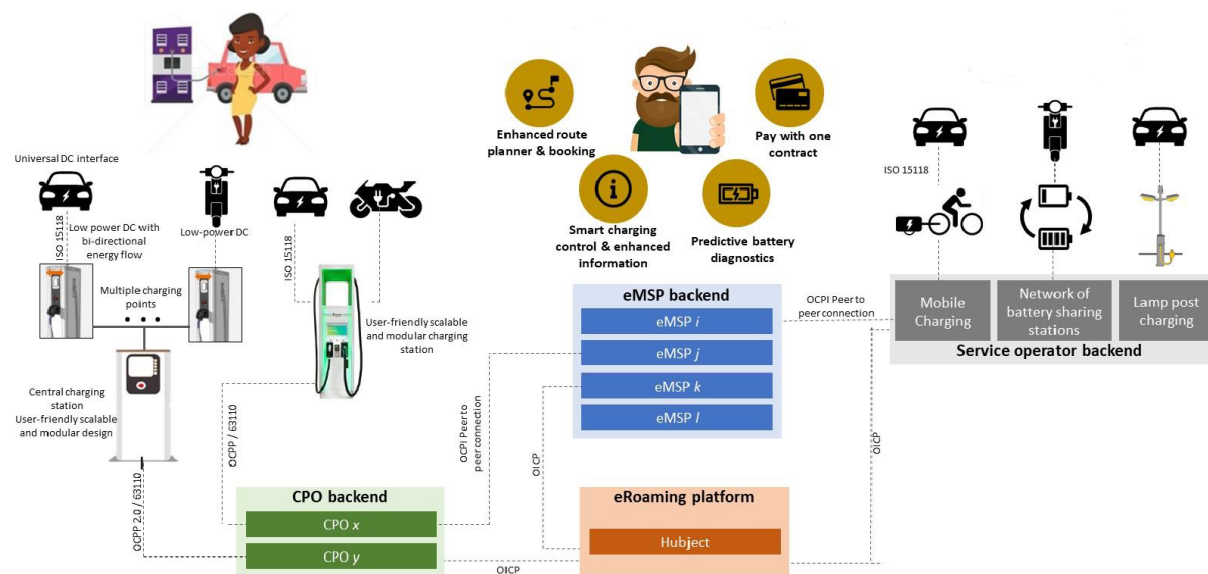 Enhanced route
planner & booking
Pay with one
contract
Smart charging
control & enhanced
information
Predictive battery
diagnostics
Universal DC interface
ISO 15118
Low power DC with
bi-directional
energy flow
Low-power DC
ISO 15118
Multiple charging
points
User-friendly scalable
and modular charging
station
Central charging
station
User-friendly scalable
and modular design
OCPP 2.0 / 63110
OCPP / 63110
CPO backend
CPO x
CPO y
OCPI Peer to
peer connection
OICP
OICP
eMSP backend
eMSP i
eMSP j
eMSP k
eMSP l
eRoaming platform
Hubject
OCPI Peer to
peer connection
OICP
ISO 15118
Mobile
Charging
Network of
battery sharing
stations
Lamp post
charging
Service operator backend